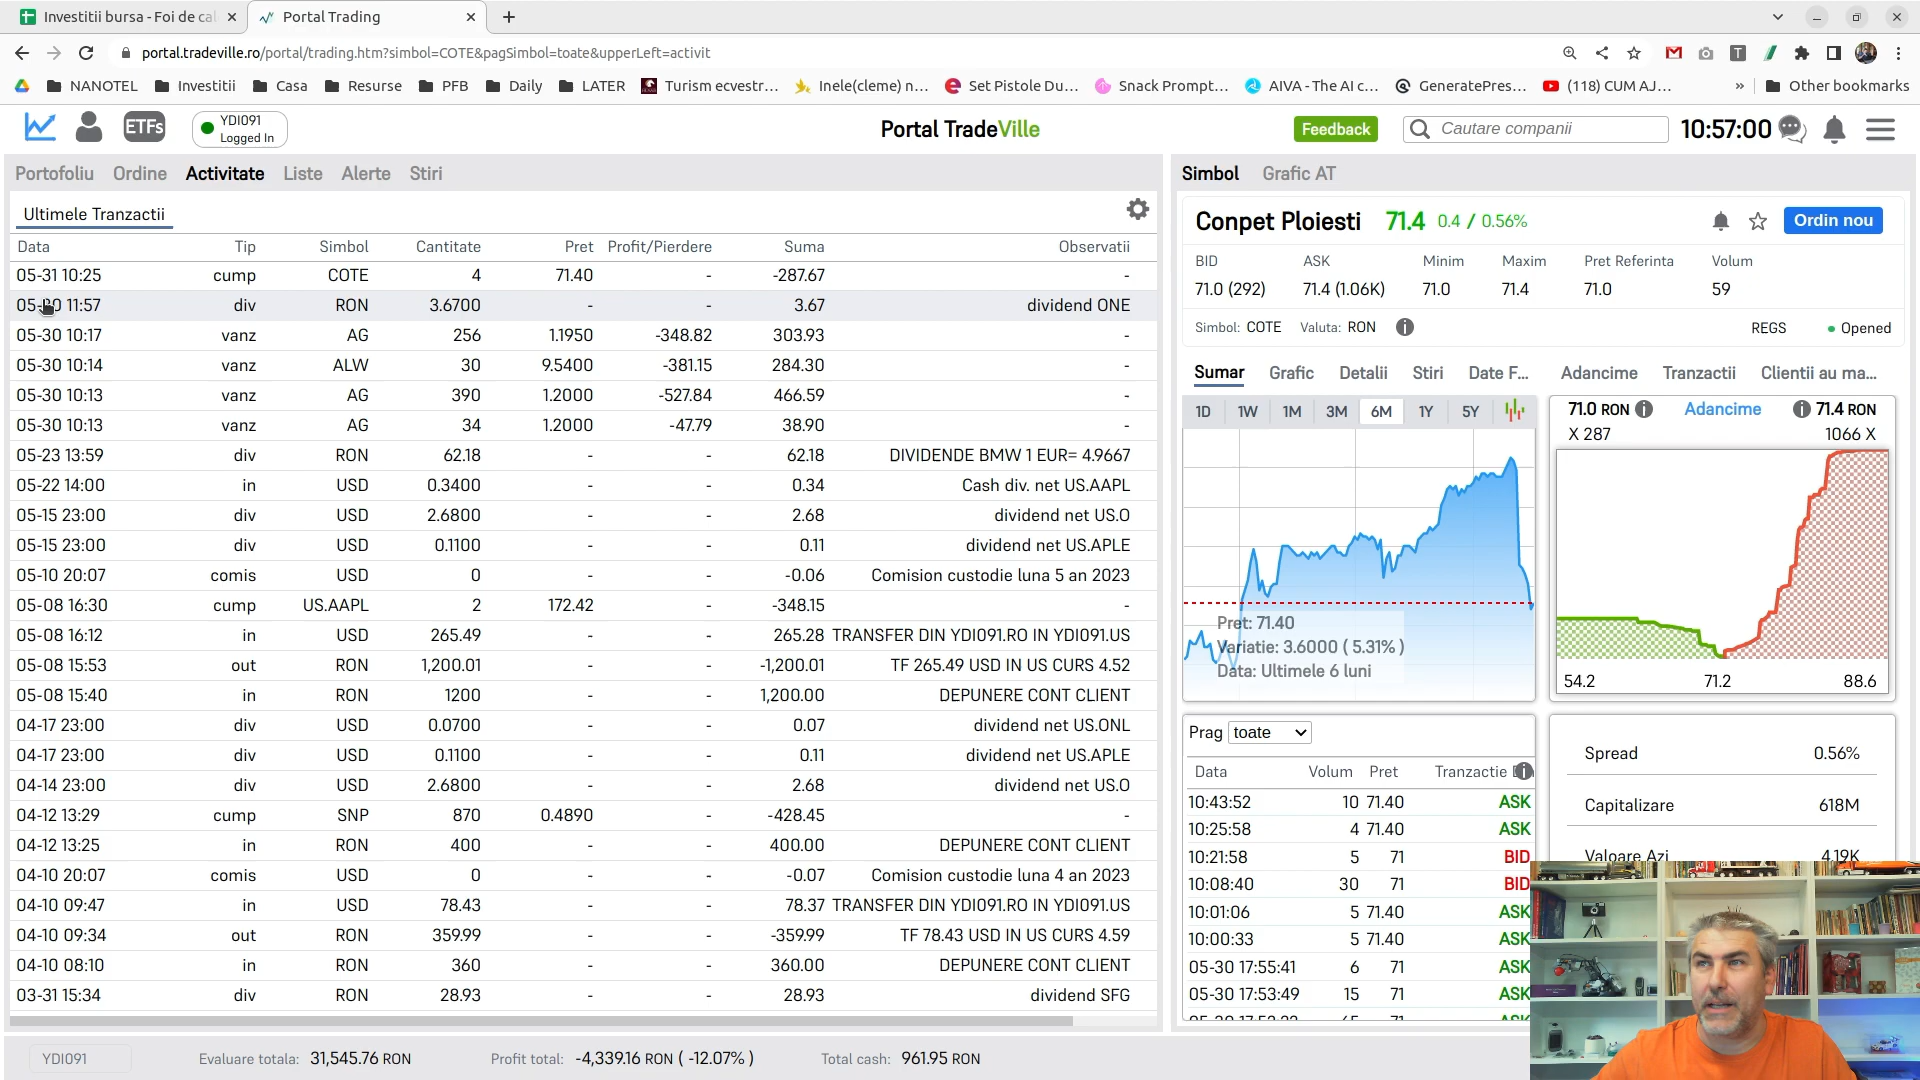 Investitii bursa - Foi de cal
Portal Trading
portal.tradeville.ro/portal/trading.htm?simbol=COTE&pagSimbol=toate&upperLeft=activit
NANOTEL Investitii Casa Resurse PFB Daily LATER Turism ecvestr... Inele(cleme) n... Set Pistole Du... Snack Prompt... AIVA - The AI c... GeneratePres... (118) CUM AJ... » Other bookmarks
ETFs
YDI091
Logged In
Portal TradeVille
Feedback
Cautare companii
10:57:00
Portofoliu Ordine Activitate Liste Alerte Stiri
Ultimele Tranzactii
Data Tip Simbol Cantitate Pret Profit/Pierdere Suma Observatii
05-31 10:25 cump COTE 4 71.40 - -287.67 -
05-30 11:57 div RON 3.6700 - - 3.67 dividend ONE
05-30 10:17 vanz AG 256 1.1950 -348.82 303.93 -
05-30 10:14 vanz ALW 30 9.5400 -381.15 284.30 -
05-30 10:13 vanz AG 390 1.2000 -527.84 466.59 -
05-30 10:13 vanz AG 34 1.2000 -47.79 38.90 -
05-23 13:59 div RON 62.18 - - 62.18 DIVIDENDE BMW 1 EUR= 4.9667
05-22 14:00 in USD 0.3400 - - 0.34 Cash div. net US.AAPL
05-15 23:00 div USD 2.6800 - - 2.68 dividend net US.O
05-15 23:00 div USD 0.1100 - - 0.11 dividend net US.APLE
05-10 20:07 comis USD 0 - - -0.06 Comision custodie luna 5 an 2023
05-08 16:30 cump US.AAPL 2 172.42 - -348.15 -
05-08 16:12 in USD 265.49 - - 265.28 TRANSFER DIN YDI091.RO IN YDI091.US
05-08 15:53 out RON 1,200.01 - - -1,200.01 TF 265.49 USD IN US CURS 4.52
05-08 15:40 in RON 1200 - - 1,200.00 DEPUNERE CONT CLIENT
04-17 23:00 div USD 0.0700 - - 0.07 dividend net US.ONL
04-17 23:00 div USD 0.1100 - - 0.11 dividend net US.APLE
04-14 23:00 div USD 2.6800 - - 2.68 dividend net US.O
04-12 13:29 cump SNP 870 0.4890 - -428.45 -
04-12 13:25 in RON 400 - - 400.00 DEPUNERE CONT CLIENT
04-10 20:07 comis USD 0 - - -0.07 Comision custodie luna 4 an 2023
04-10 09:47 in USD 78.43 - - 78.37 TRANSFER DIN YDI091.RO IN YDI091.US
04-10 09:34 out RON 359.99 - - -359.99 TF 78.43 USD IN US CURS 4.59
04-10 08:10 in RON 360 - - 360.00 DEPUNERE CONT CLIENT
03-31 15:34 div RON 28.93 - - 28.93 dividend SFG
YDI091 Evaluare totala: 31,545.76 RON Profit total: -4,339.16 RON ( -12.07% ) Total cash: 961.95 RON
Simbol Grafic AT
Conpet Ploiesti 71.4 0.4 / 0.56% Ordin nou
BID ASK Minim Maxim Pret Referinta Volum
71.0 (292) 71.4 (1.06K) 71.0 71.4 71.0 59
Simbol: COTE Valuta: RON REGS Opened
Sumar Grafic Detalii Stiri Date F... Adancime Tranzactii Clientii au ma...
1D 1W 1M 3M 6M 1Y 5Y
Pret: 71.40
Variatie: 3.6000 ( 5.31% )
Data: Ultimele 6 luni
71.0 RON Adancime 71.4 RON
X 287 1066 X
54.2 71.2 88.6
Prag toate
Data Volum Pret Tranzactie
10:43:52 10 71.40 ASK
10:25:58 4 71.40 ASK
10:21:58 5 71 BID
10:08:40 30 71 BID
10:01:06 5 71.40 ASK
10:00:33 5 71.40 ASK
05-30 17:55:41 6 71 ASK
05-30 17:53:49 15 71 ASK
Spread 0.56%
Capitalizare 618M
Valoare Azi 4.19K